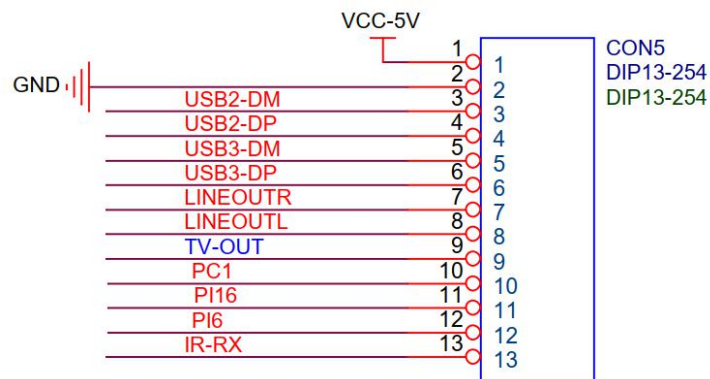 VCC-5V
CON5
DIP13-254
DIP13-254
1 1
GND 2 2
USB2-DM 3 3
USB2-DP 4 4
USB3-DM 5 5
USB3-DP 6 6
LINEOUTR 7 7
LINEOUTL 8 8
TV-OUT 9 9
PC1 10 10
PI16 11 11
PI6 12 12
IR-RX 13 13